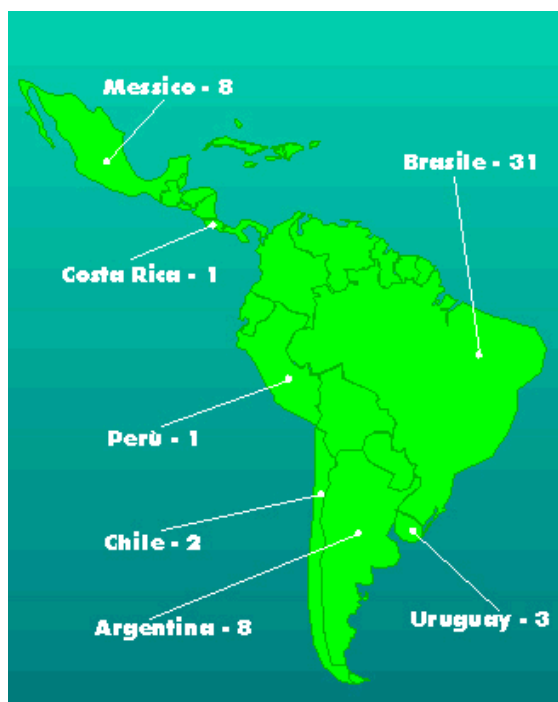 Messico - 8
Brasile - 31
Costa Rica - 1
Perù - 1
Chile - 2
Uruguay - 3
Argentina - 8